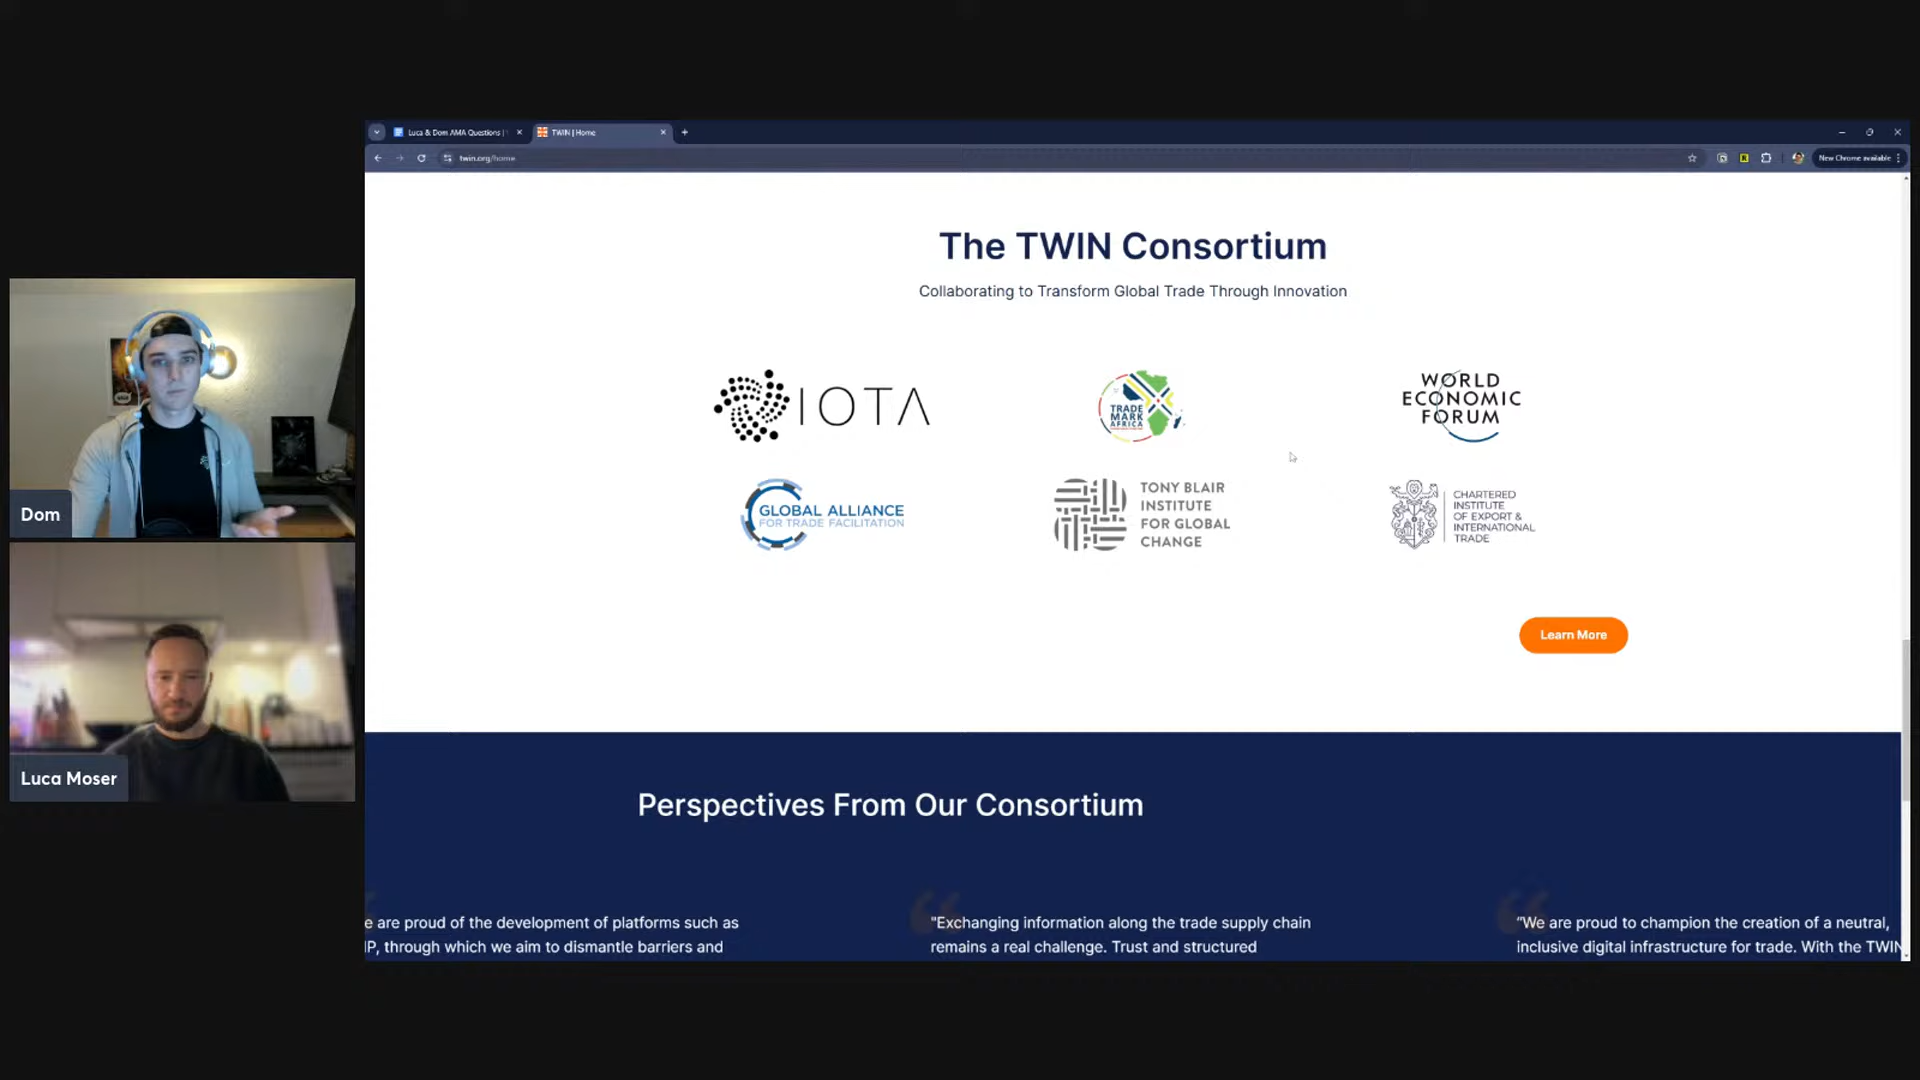 Luca & Dom AMA Questions |
TWIN | Home
twin.org/home
New Chrome available
The TWIN Consortium
Collaborating to Transform Global Trade Through Innovation
IOTA
TRADE
MARK
AFRICA
WORLD
ECONOMIC
FORUM
GLOBAL ALLIANCE
FOR TRADE FACILITATION
TONY BLAIR
INSTITUTE
FOR GLOBAL
CHANGE
CHARTERED
INSTITUTE
OF EXPORT &
INTERNATIONAL
TRADE
Learn More
Perspectives From Our Consortium
e are proud of the development of platforms such as
IP, through which we aim to dismantle barriers and
"Exchanging information along the trade supply chain
remains a real challenge. Trust and structured
“We are proud to champion the creation of a neutral,
inclusive digital infrastructure for trade. With the TWIN
Dom
Luca Moser